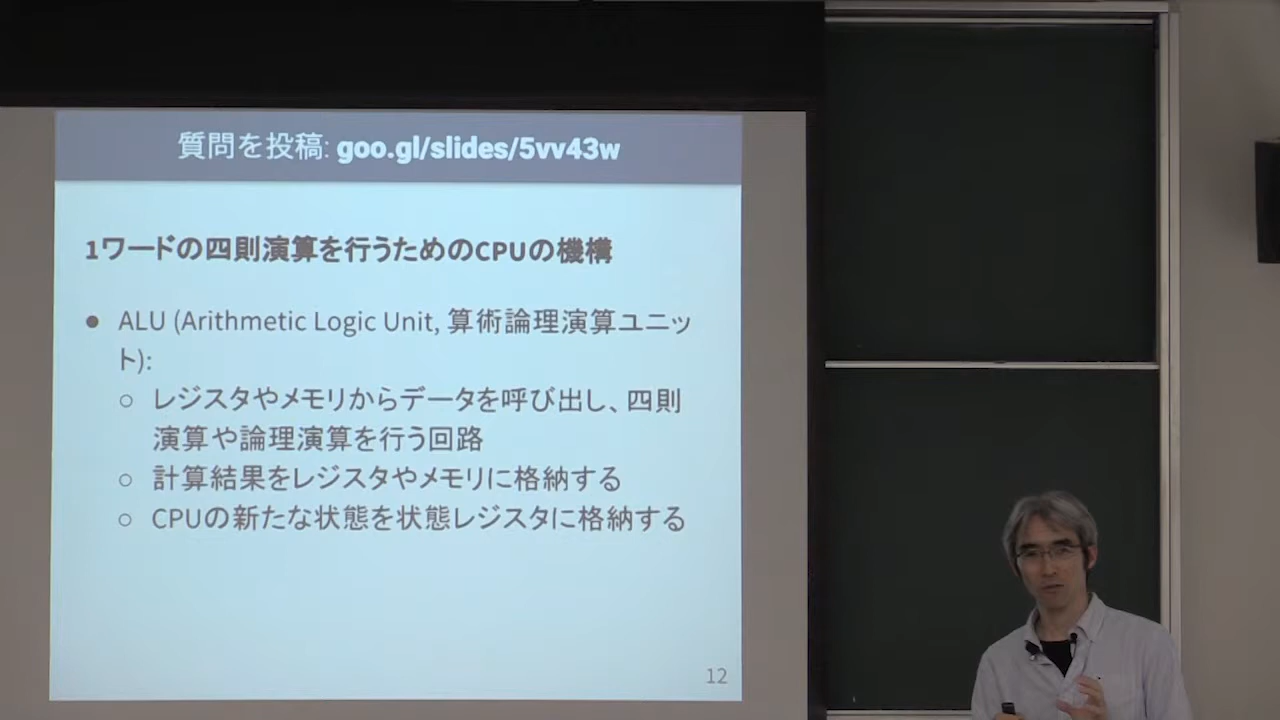 質問を投稿: goo.gl/slides/5vv43w
1ワードの四則演算を行うためのCPUの機構
● ALU (Arithmetic Logic Unit, 算術論理演算ユニッ
ト):
○ レジスタやメモリからデータを呼び出し、四則
演算や論理演算を行う回路
○ 計算結果をレジスタやメモリに格納する
○ CPUの新たな状態を状態レジスタに格納する
12